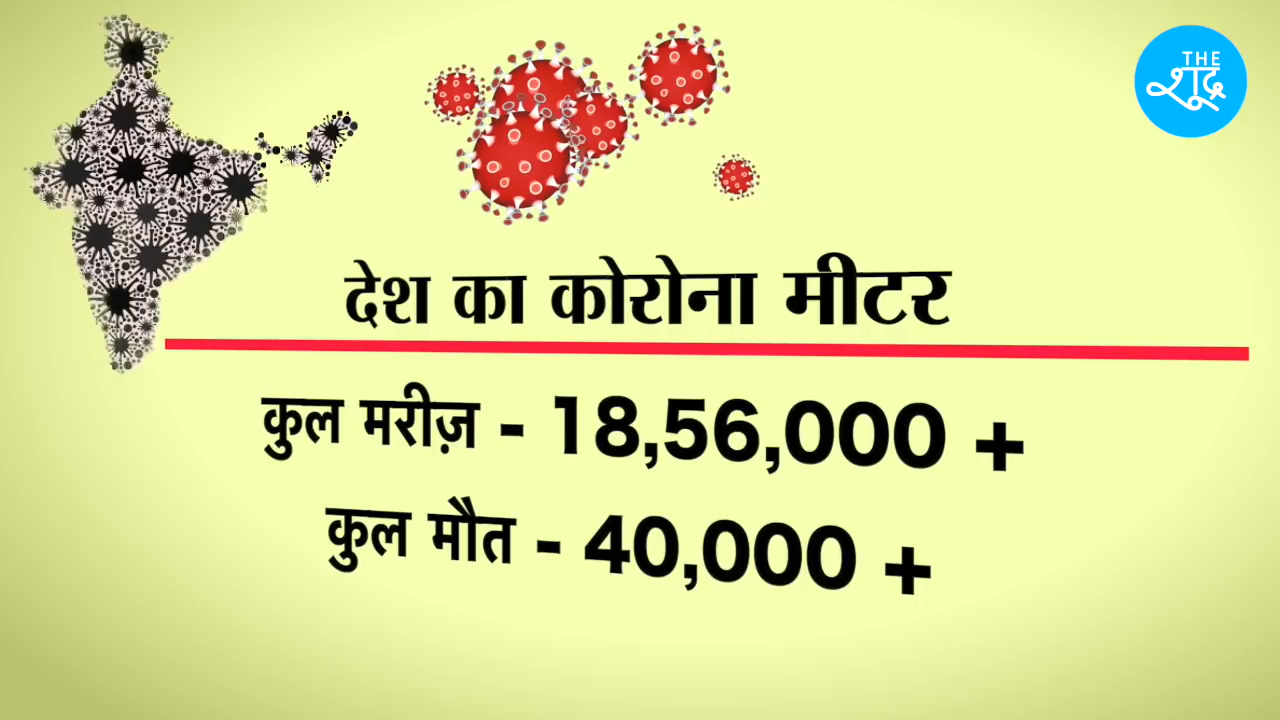 THE
शूद्र
देश का कोरोना मीटर
कुल मरीज़ - 18,56,000 +
कुल मौत - 40,000 +